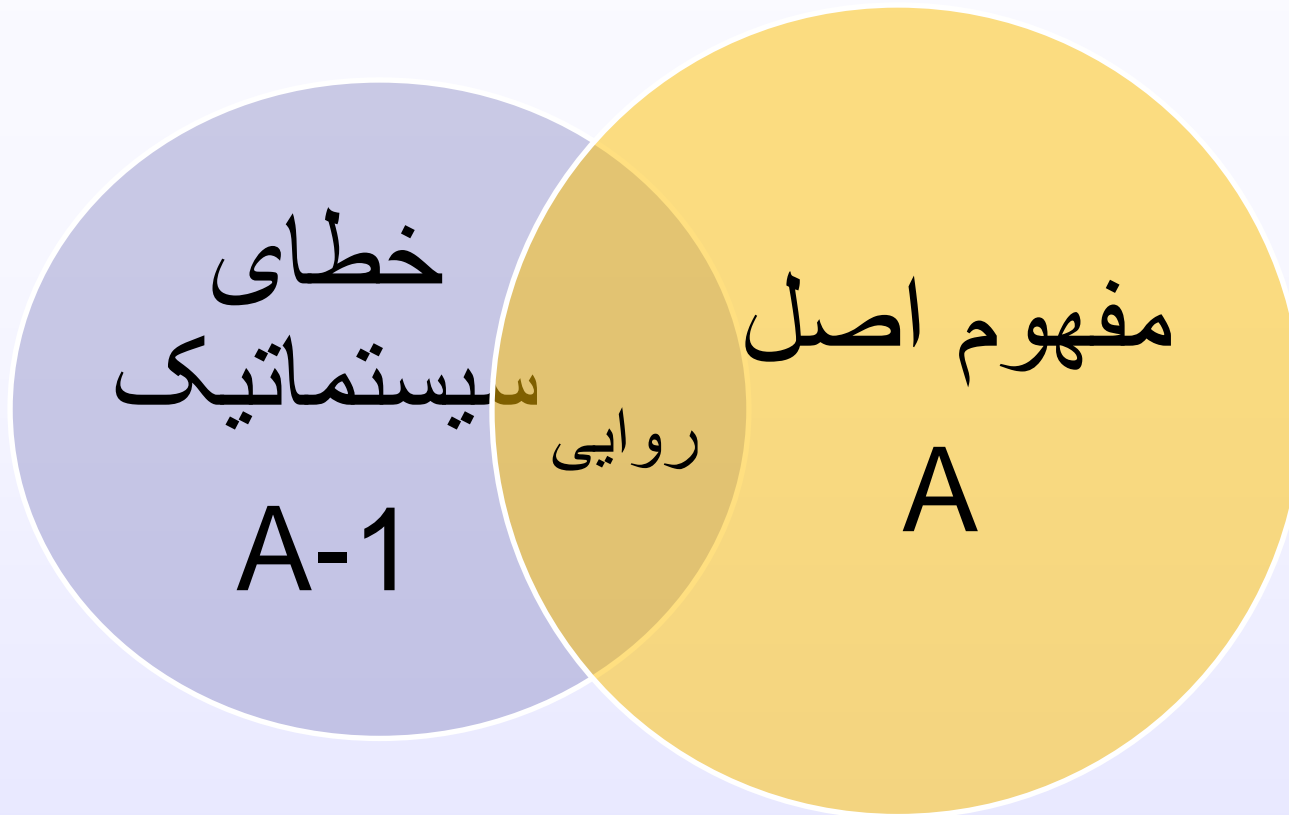 مفهوم اصل
A
روایی
خطای
سیستماتیک
A-1